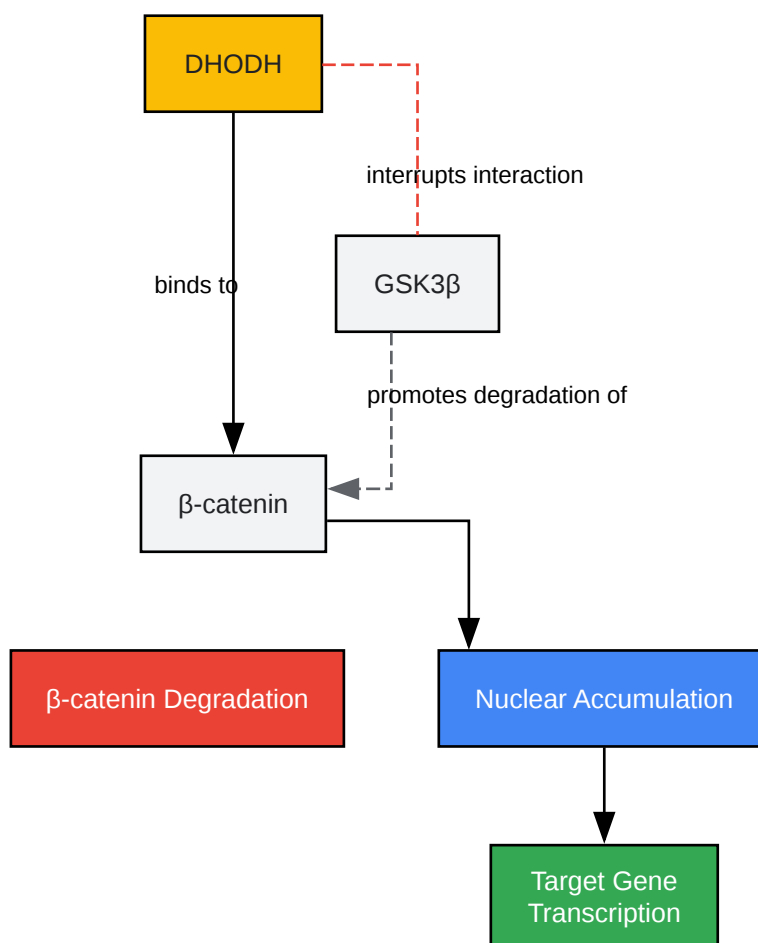 DHODH
interrupts interaction
GSK3β
binds to
promotes degradation of
β-catenin
β-catenin Degradation
Nuclear Accumulation
Target Gene
Transcription